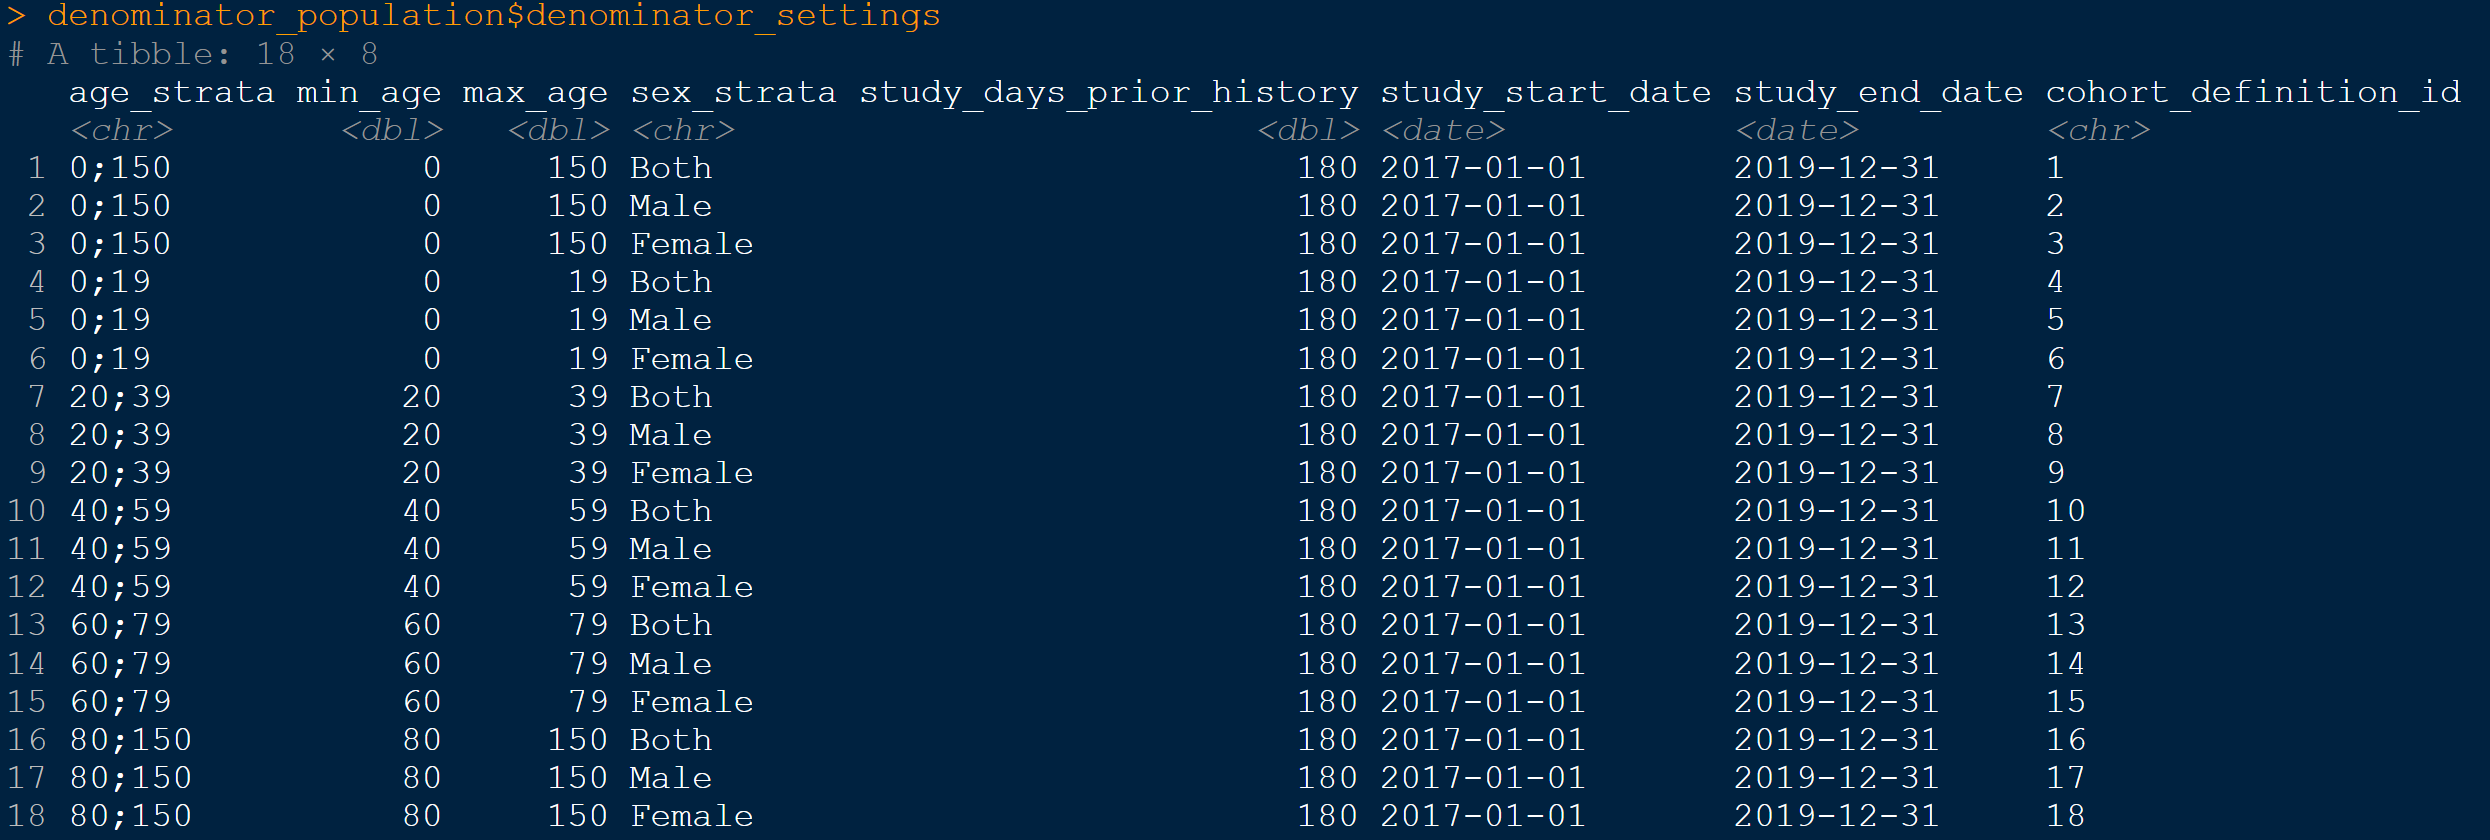 > denominator_population$denominator_settings
# A tibble: 18 × 8
age_strata min_age max_age sex_strata study_days_prior_history study_start_date study_end_date cohort_definition_id
<chr> <dbl> <dbl> <chr> <dbl> <date> <date> <chr>
1 0;150 0 150 Both 180 2017-01-01 2019-12-31 1
2 0;150 0 150 Male 180 2017-01-01 2019-12-31 2
3 0;150 0 150 Female 180 2017-01-01 2019-12-31 3
4 0;19 0 19 Both 180 2017-01-01 2019-12-31 4
5 0;19 0 19 Male 180 2017-01-01 2019-12-31 5
6 0;19 0 19 Female 180 2017-01-01 2019-12-31 6
7 20;39 20 39 Both 180 2017-01-01 2019-12-31 7
8 20;39 20 39 Male 180 2017-01-01 2019-12-31 8
9 20;39 20 39 Female 180 2017-01-01 2019-12-31 9
10 40;59 40 59 Both 180 2017-01-01 2019-12-31 10
11 40;59 40 59 Male 180 2017-01-01 2019-12-31 11
12 40;59 40 59 Female 180 2017-01-01 2019-12-31 12
13 60;79 60 79 Both 180 2017-01-01 2019-12-31 13
14 60;79 60 79 Male 180 2017-01-01 2019-12-31 14
15 60;79 60 79 Female 180 2017-01-01 2019-12-31 15
16 80;150 80 150 Both 180 2017-01-01 2019-12-31 16
17 80;150 80 150 Male 180 2017-01-01 2019-12-31 17
18 80;150 80 150 Female 180 2017-01-01 2019-12-31 18